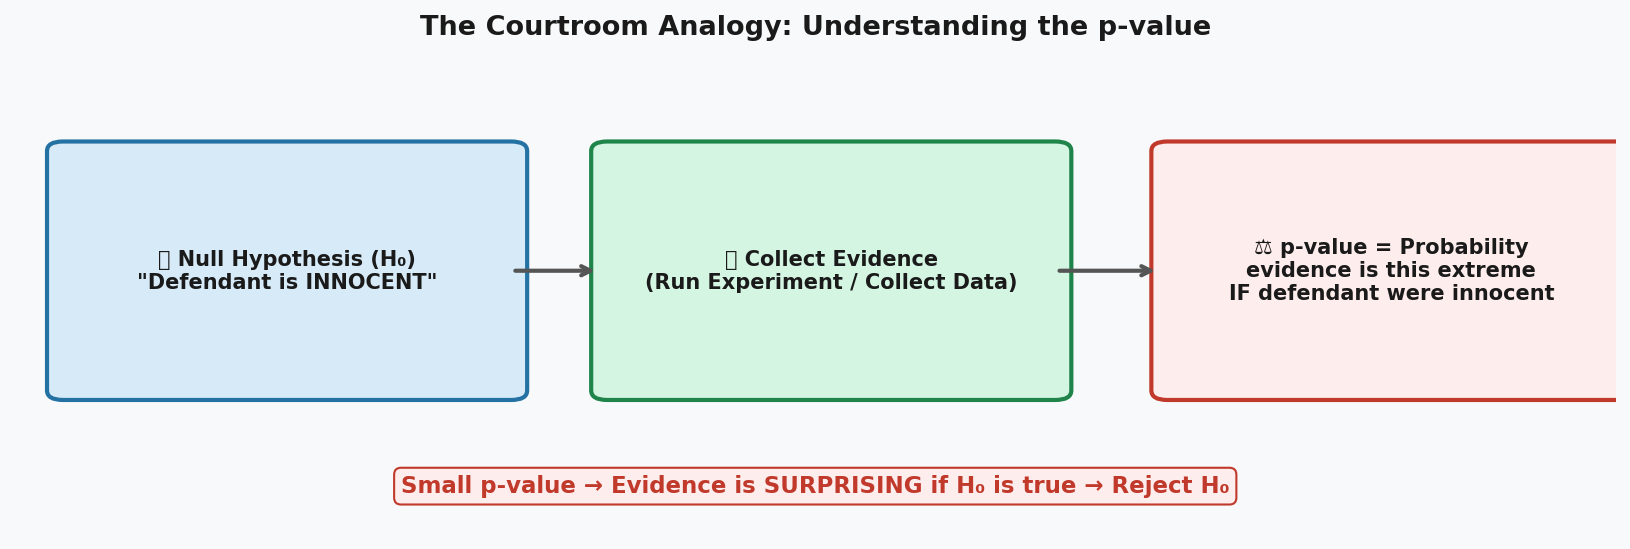 The Courtroom Analogy: Understanding the p-value
Null Hypothesis (H₀)
"Defendant is INNOCENT"
Collect Evidence
(Run Experiment / Collect Data)
⚖ p-value = Probability
evidence is this extreme
IF defendant were innocent
Small p-value → Evidence is SURPRISING if H₀ is true → Reject H₀